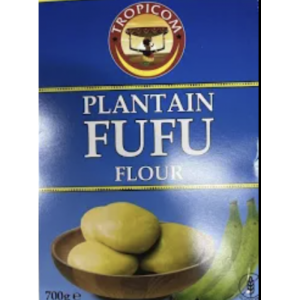 TROPICOM
PLANTAIN
FUFU
FLOUR
700g e